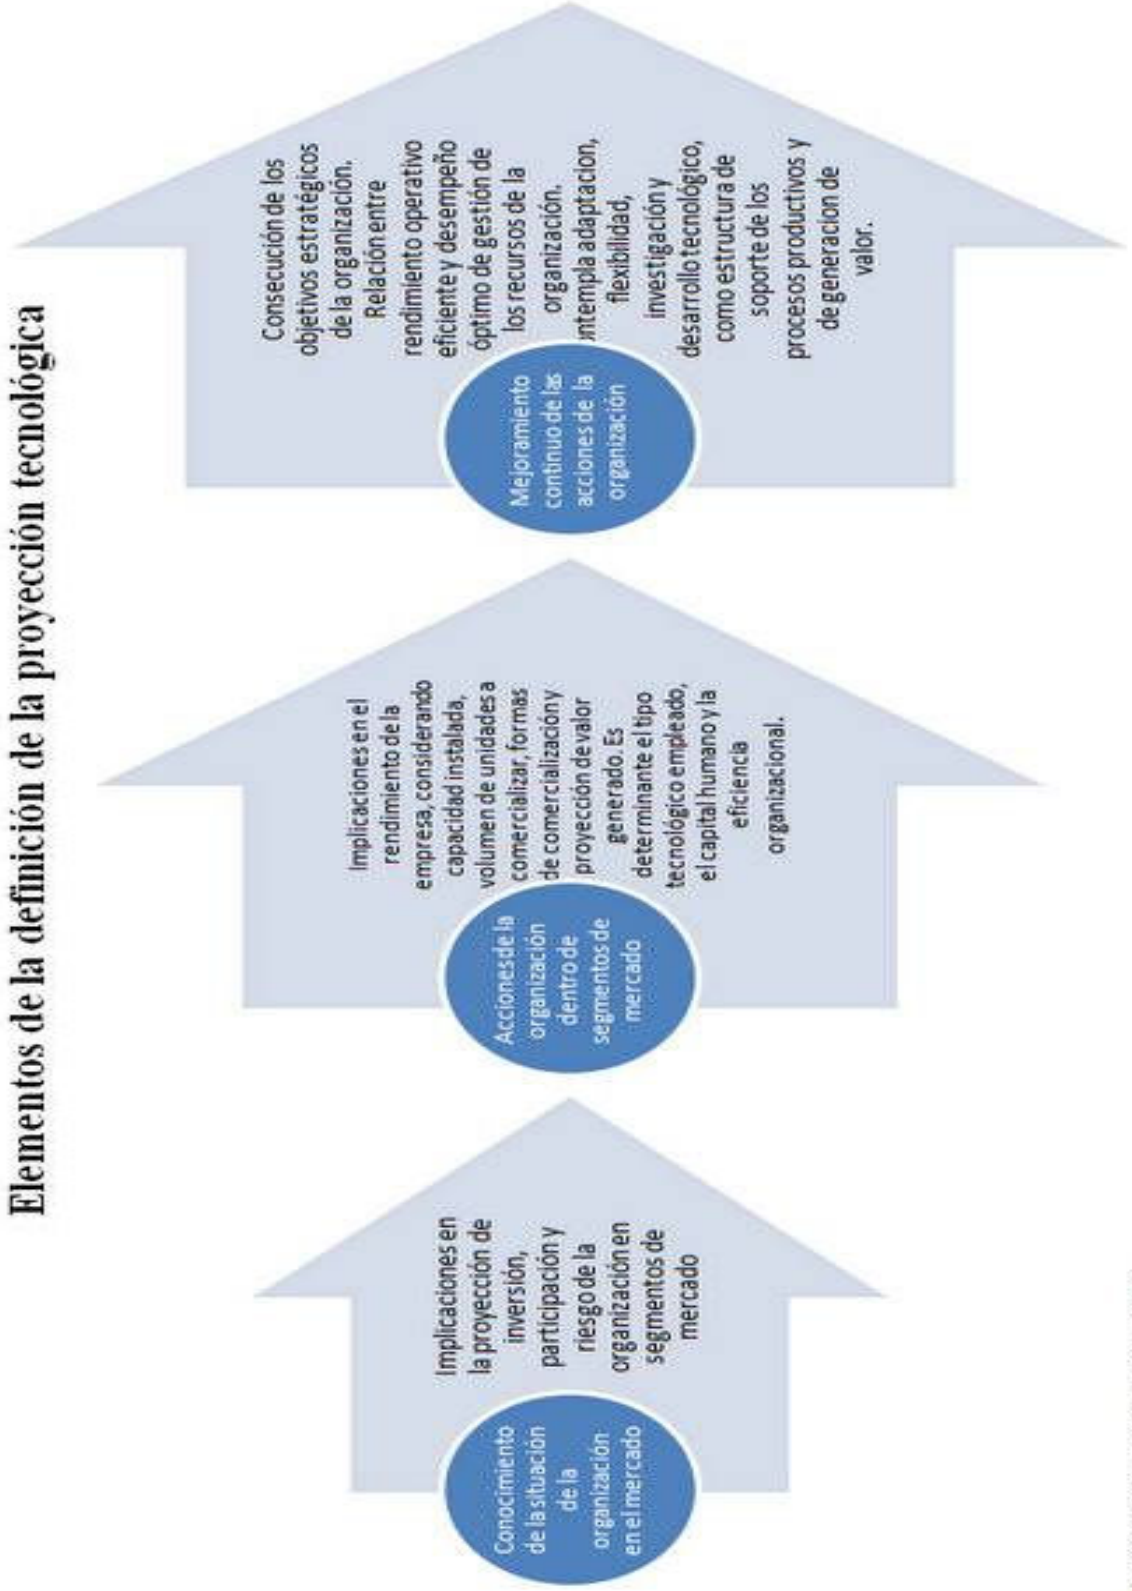 Elementos de la definición de la proyección tecnológica
Conocimiento
de la situación
de la
organización
en el mercado
Implicaciones en
la proyección de
inversión,
participación y
riesgo de la
organización en
segmentos de
mercado
Acciones de la
organización
dentro de
segmentos de
mercado
Implicaciones en el
rendimiento de la
empresa, considerando
capacidad instalada,
volumen de unidades a
comercializar, formas
de comercialización y
proyección de valor
generado. Es
determinante el tipo
tecnológico empleado,
el capital humano y la
eficiencia
organizacional.
Mejoramiento
continuo de las
acciones de la
organización
Consecución de los
objetivos estratégicos
de la organización.
Relación entre
rendimiento operativo
eficiente y desempeño
óptimo de gestión de
los recursos de la
organización.
ontempla adaptacion,
flexibilidad,
investigación y
desarrollo tecnológico,
como estructura de
soporte de los
procesos productivos y
de generacion de
valor.